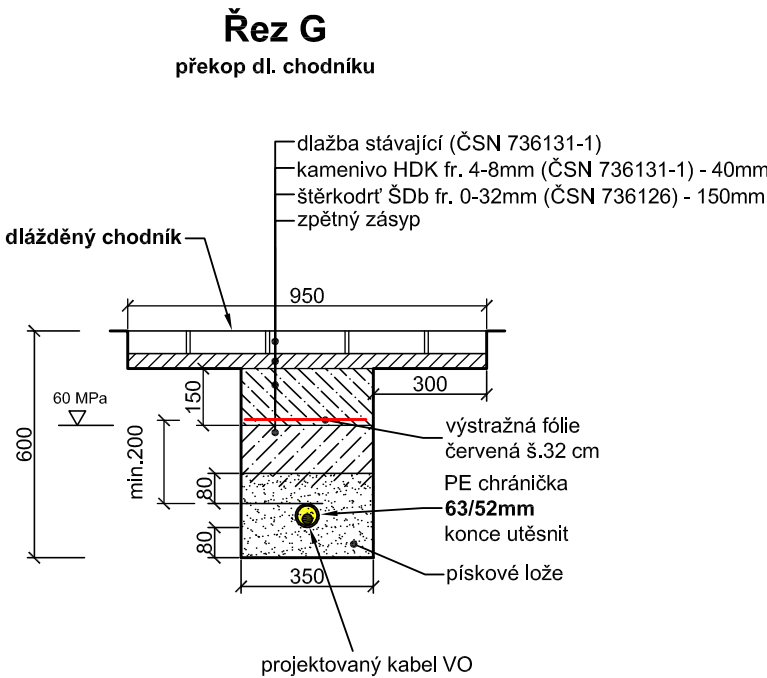 Řez G
překop dl. chodníku
dlažba stávající (ČSN 736131-1)
kamenivo HDK fr. 4-8mm (ČSN 736131-1) - 40mm
štěrkodrť ŠDb fr. 0-32mm (ČSN 736126) - 150mm
zpětný zásyp
dlážděný chodník
950
300
150
60 MPa
600
min.200
výstražná fólie
červená š.32 cm
80
PE chránička
63/52mm
konce utěsnit
80
pískové lože
350
projektovaný kabel VO